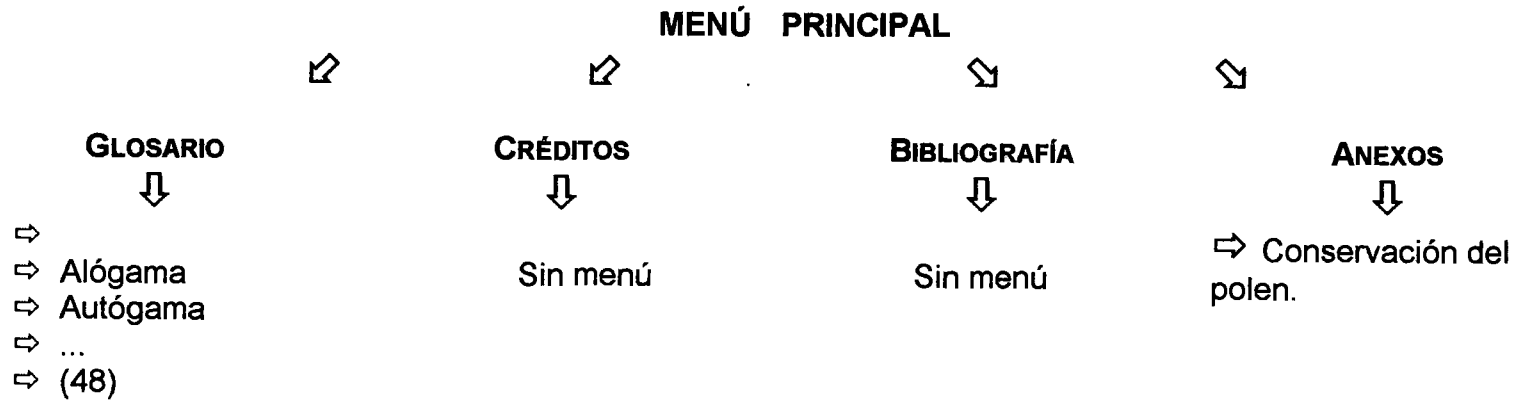 MENÚ PRINCIPAL
GLOSARIO
⇨
⇨ Alógama
⇨ Autógama
⇨ ...
⇨ (48)
CRÉDITOS
Sin menú
BIBLIOGRAFÍA
Sin menú
ANEXOS
⇨ Conservación del
polen.